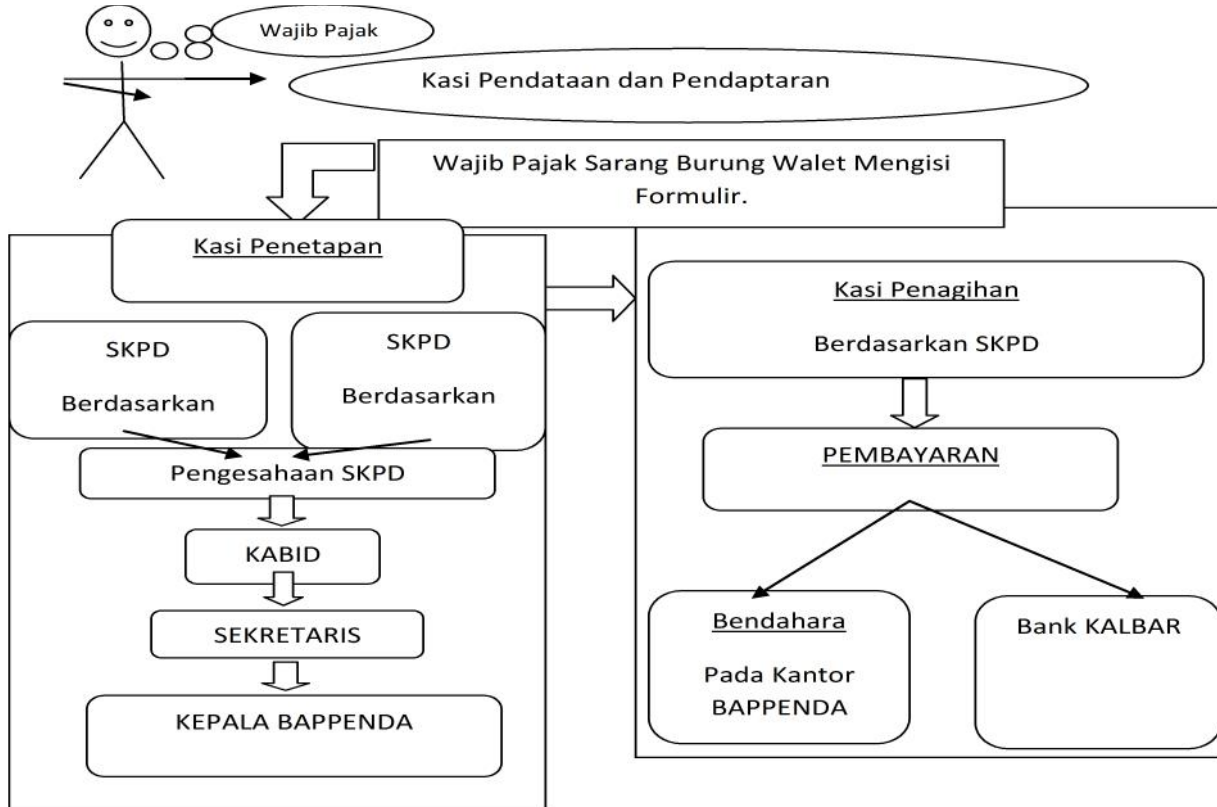 Wajib Pajak
Kasi Pendataan dan Pendaptaran
Wajib Pajak Sarang Burung Walet Mengisi
Formulir.
Kasi Penetapan
SKPD
Berdasarkan
SKPD
Berdasarkan
Pengesahaan SKPD
KABID
SEKRETARIS
KEPALA BAPPENDA
Kasi Penagihan
Berdasarkan SKPD
PEMBAYARAN
Bendahara
Pada Kantor
BAPPENDA
Bank KALBAR